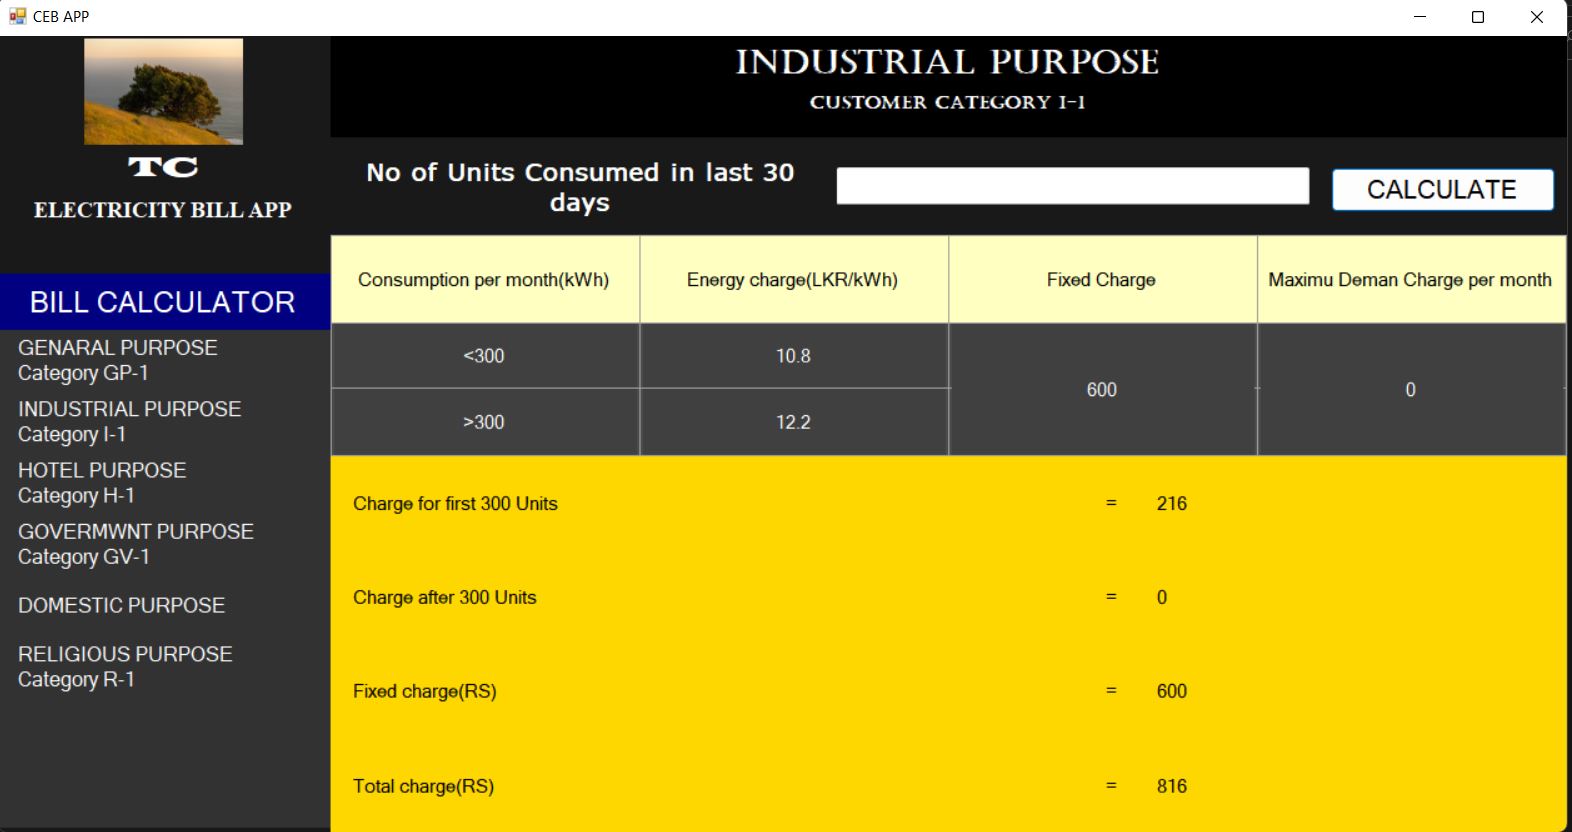 CEB APP
TC
ELECTRICITY BILL APP
BILL CALCULATOR
GENARAL PURPOSE
Category GP-1
INDUSTRIAL PURPOSE
Category I-1
HOTEL PURPOSE
Category H-1
GOVERMWNT PURPOSE
Category GV-1
DOMESTIC PURPOSE
RELIGIOUS PURPOSE
Category R-1
INDUSTRIAL PURPOSE
CUSTOMER CATEGORY I-1
No of Units Consumed in last 30
days
CALCULATE
Consumption per month(kWh) Energy charge(LKR/kWh) Fixed Charge Maximu Deman Charge per month
<300 10.8
600 0
>300 12.2
Charge for first 300 Units = 216
Charge after 300 Units = 0
Fixed charge(RS) = 600
Total charge(RS) = 816